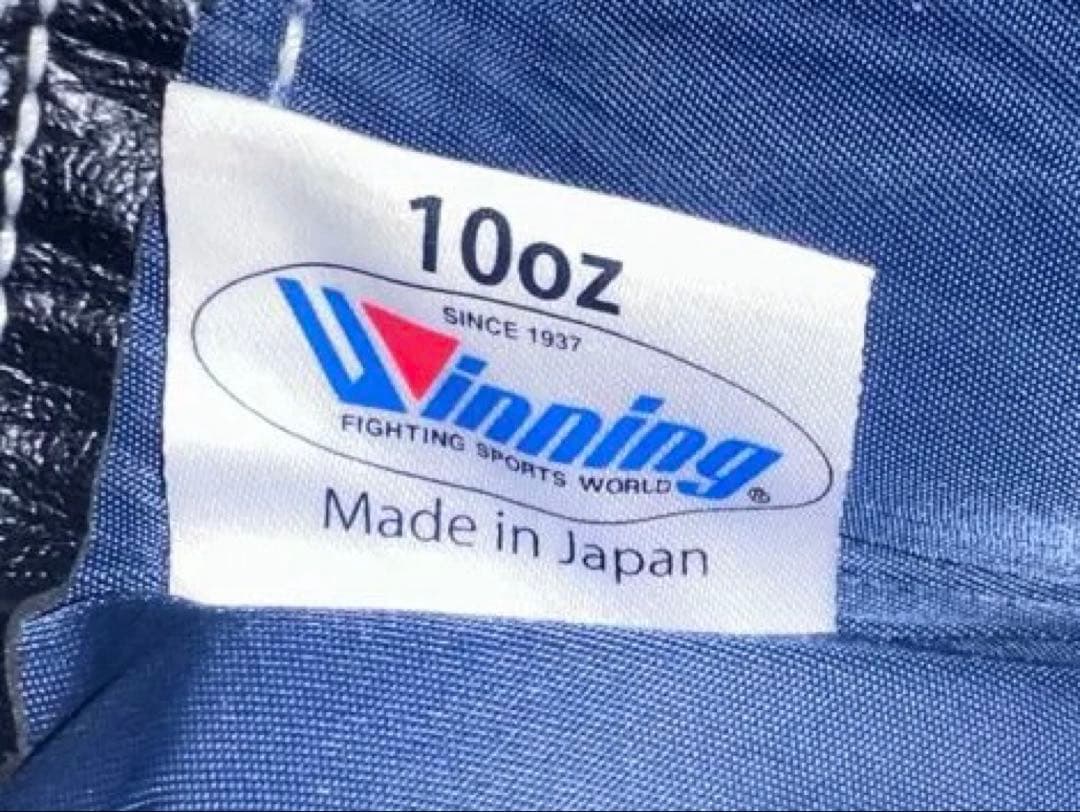 10oz
SINCE 1937
Winning
FIGHTING SPORTS WORLD ®
Made in Japan